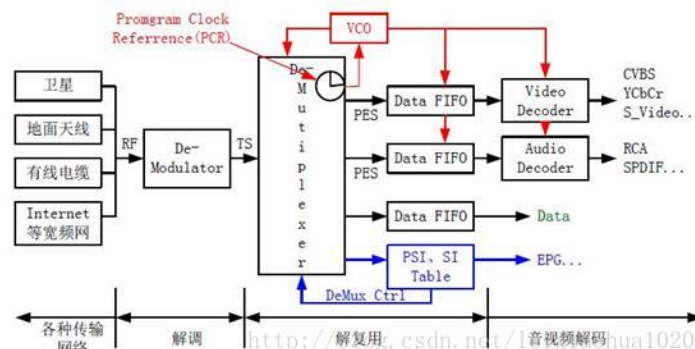 Promgram Clock
Referrence(PCR)
VCO
De-
M
u
t
i
p
l
e
x
e
r
卫星
地面天线
有线电缆
Internet
等宽频网
RF
De-
Modulator
TS
PES
Data FIFO
Video
Decoder
CVBS
YCbCr
S_Video..
PES
Data FIFO
Audio
Decoder
RCA
SPDIF...
Data FIFO
Data
PSI、SI
Table
EPG...
DeMux Ctrl
各种传输
网络
解调
解复用
音视频解码